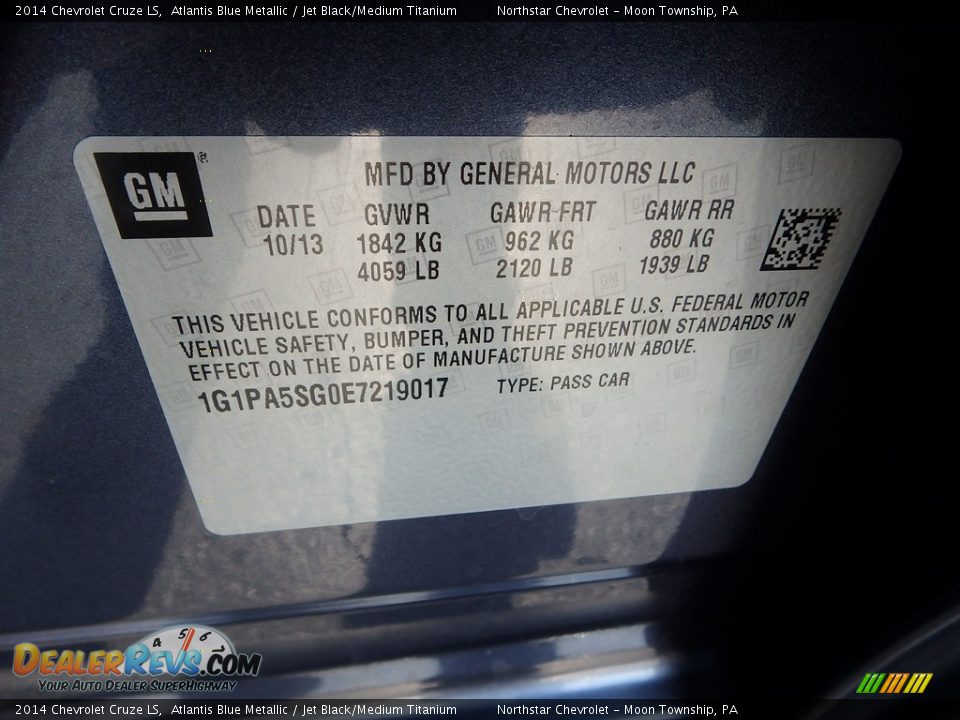 2014 Chevrolet Cruze LS, Atlantis Blue Metallic / Jet Black/Medium Titanium Northstar Chevrolet - Moon Township, PA
GM ®
MFD BY GENERAL MOTORS LLC
DATE GVWR GAWR FRT GAWR RR
10/13 1842 KG 962 KG 880 KG
4059 LB 2120 LB 1939 LB
THIS VEHICLE CONFORMS TO ALL APPLICABLE U.S. FEDERAL MOTOR
VEHICLE SAFETY, BUMPER, AND THEFT PREVENTION STANDARDS IN
EFFECT ON THE DATE OF MANUFACTURE SHOWN ABOVE.
1G1PA5SG0E7219017 TYPE: PASS CAR
4 5 6
DEALERREVS.COM
YOUR AUTO DEALER SUPERHIGHWAY
2014 Chevrolet Cruze LS, Atlantis Blue Metallic / Jet Black/Medium Titanium Northstar Chevrolet - Moon Township, PA